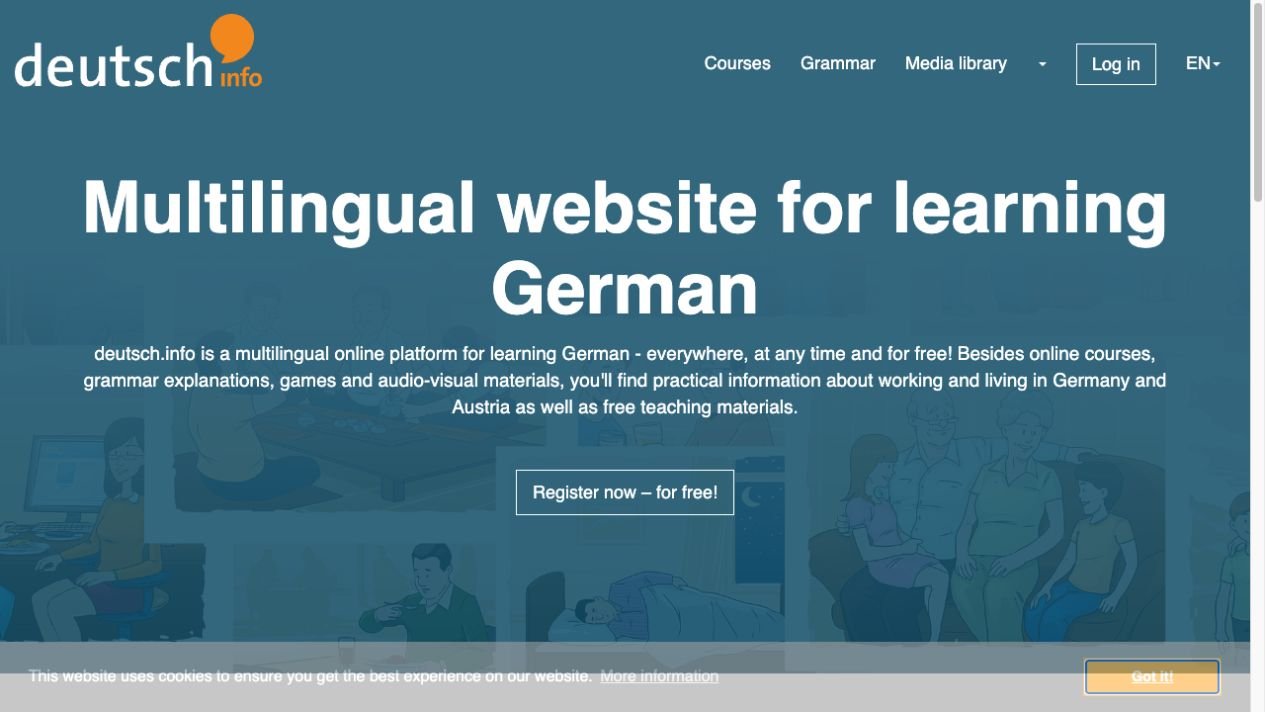 deutsch
info
Courses Grammar Media library Log in EN
Multilingual website for learning
German
deutsch.info is a multilingual online platform for learning German - everywhere, at any time and for free! Besides online courses,
grammar explanations, games and audio-visual materials, you'll find practical information about working and living in Germany and
Austria as well as free teaching materials.
Register now – for free!
This website uses cookies to ensure you get the best experience on our website. More information Got it!